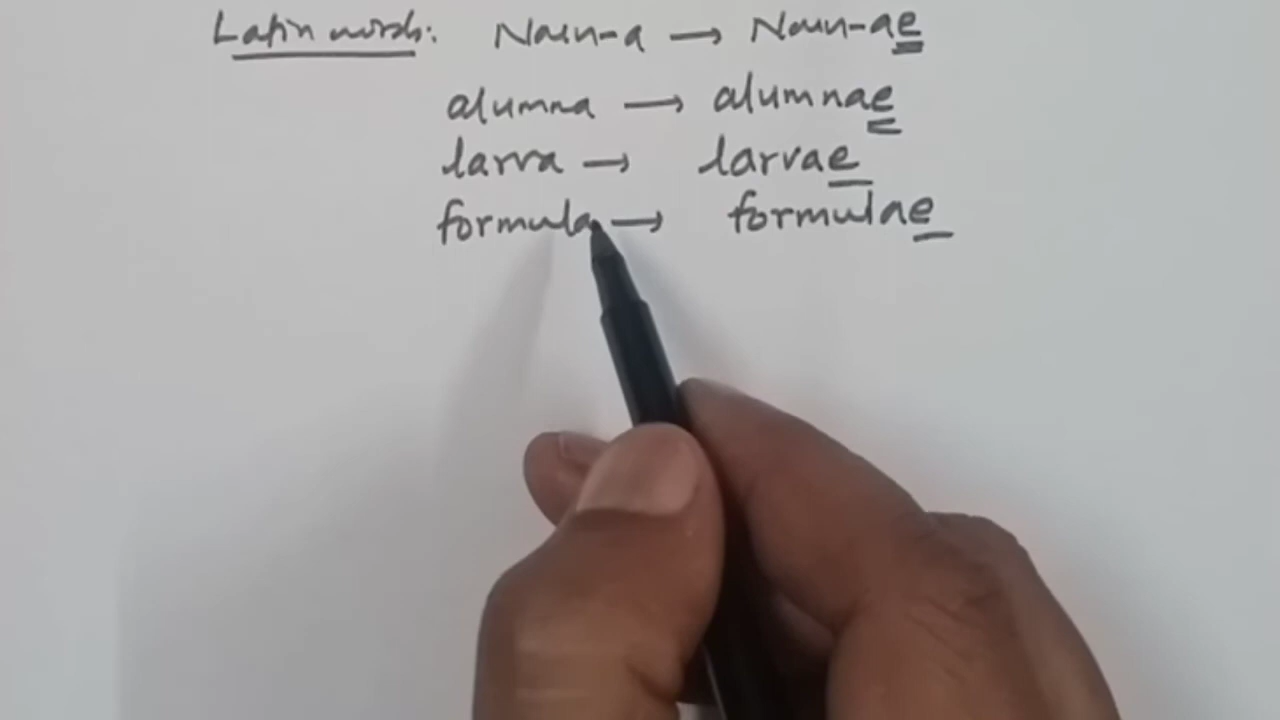 Latin words: Noun-a → Noun-ae
alumna → alumnae
larva → larvae
formula → formulae